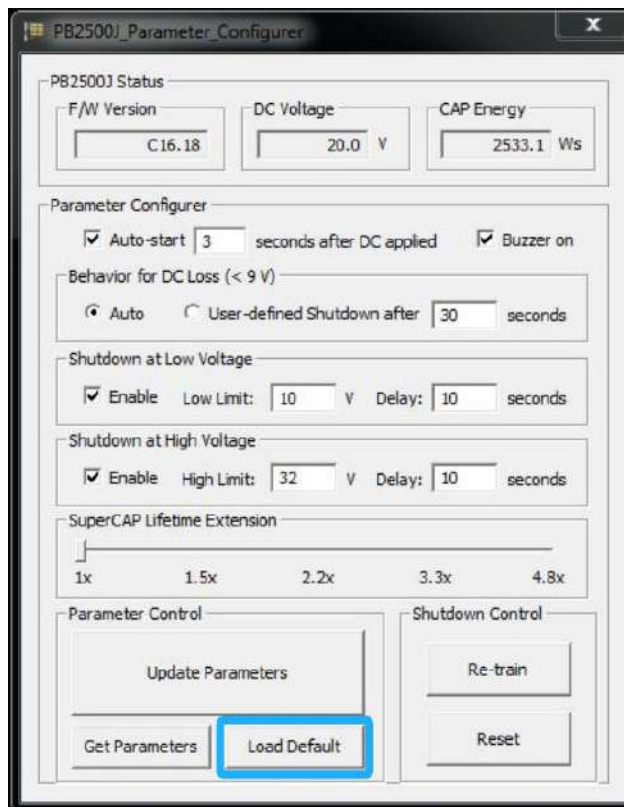 PB2500J_Parameter_Configurer
x
PB2500J Status
F/W Version DC Voltage CAP Energy
C16.18 20.0 V 2533.1 Ws
Parameter Configurer
Auto-start 3 seconds after DC applied Buzzer on
Behavior for DC Loss (< 9 V)
Auto User-defined Shutdown after 30 seconds
Shutdown at Low Voltage
Enable Low Limit: 10 V Delay: 10 seconds
Shutdown at High Voltage
Enable High Limit: 32 V Delay: 10 seconds
SuperCAP Lifetime Extension
1x 1.5x 2.2x 3.3x 4.8x
Parameter Control Shutdown Control
Update Parameters Re-train
Get Parameters Load Default Reset